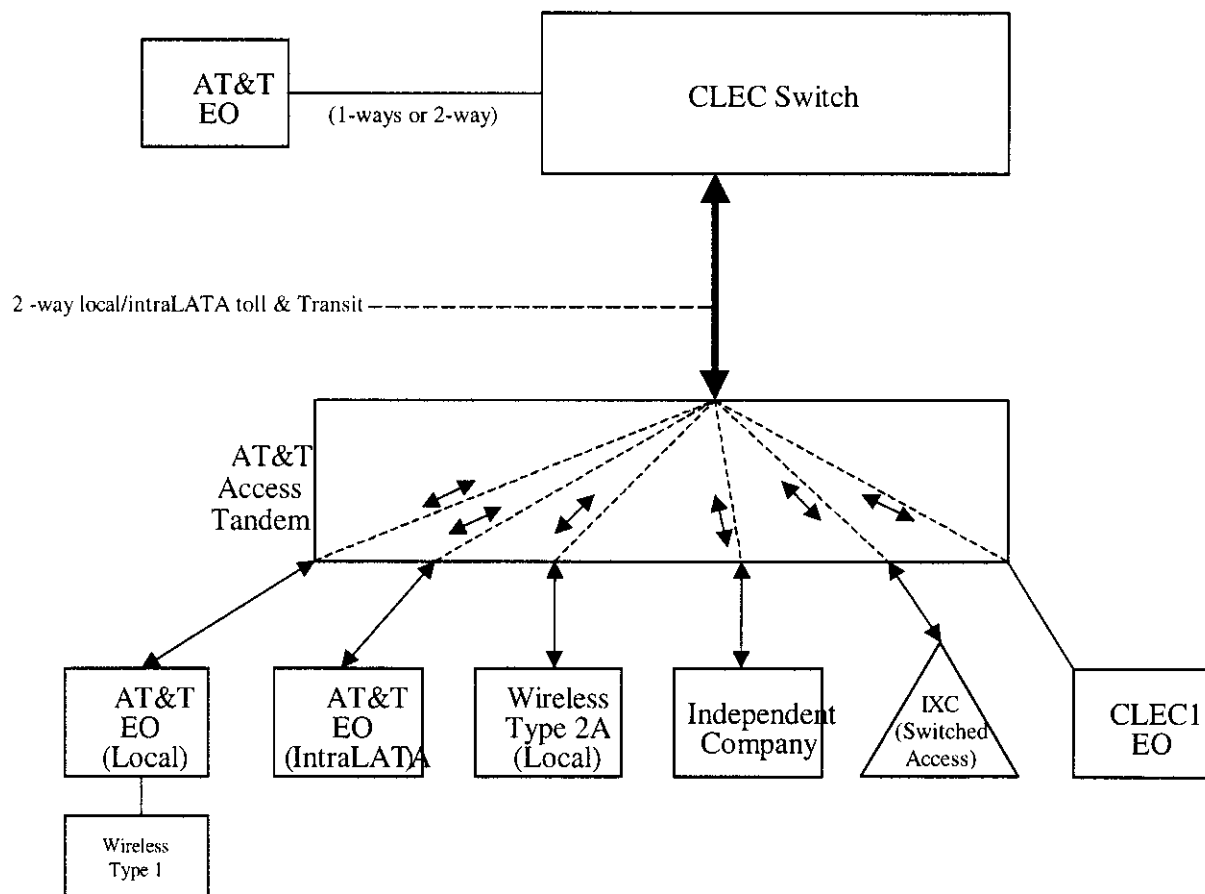 AT&T
EO
(1-ways or 2-way)
CLEC Switch
2 -way local/intraLATA toll & Transit
AT&T
Access
Tandem
AT&T
EO
(Local)
AT&T
EO
(IntraLATA)
Wireless
Type 2A
(Local)
Independent
Company
IXC
(Switched
Access)
CLEC1
EO
Wireless
Type 1